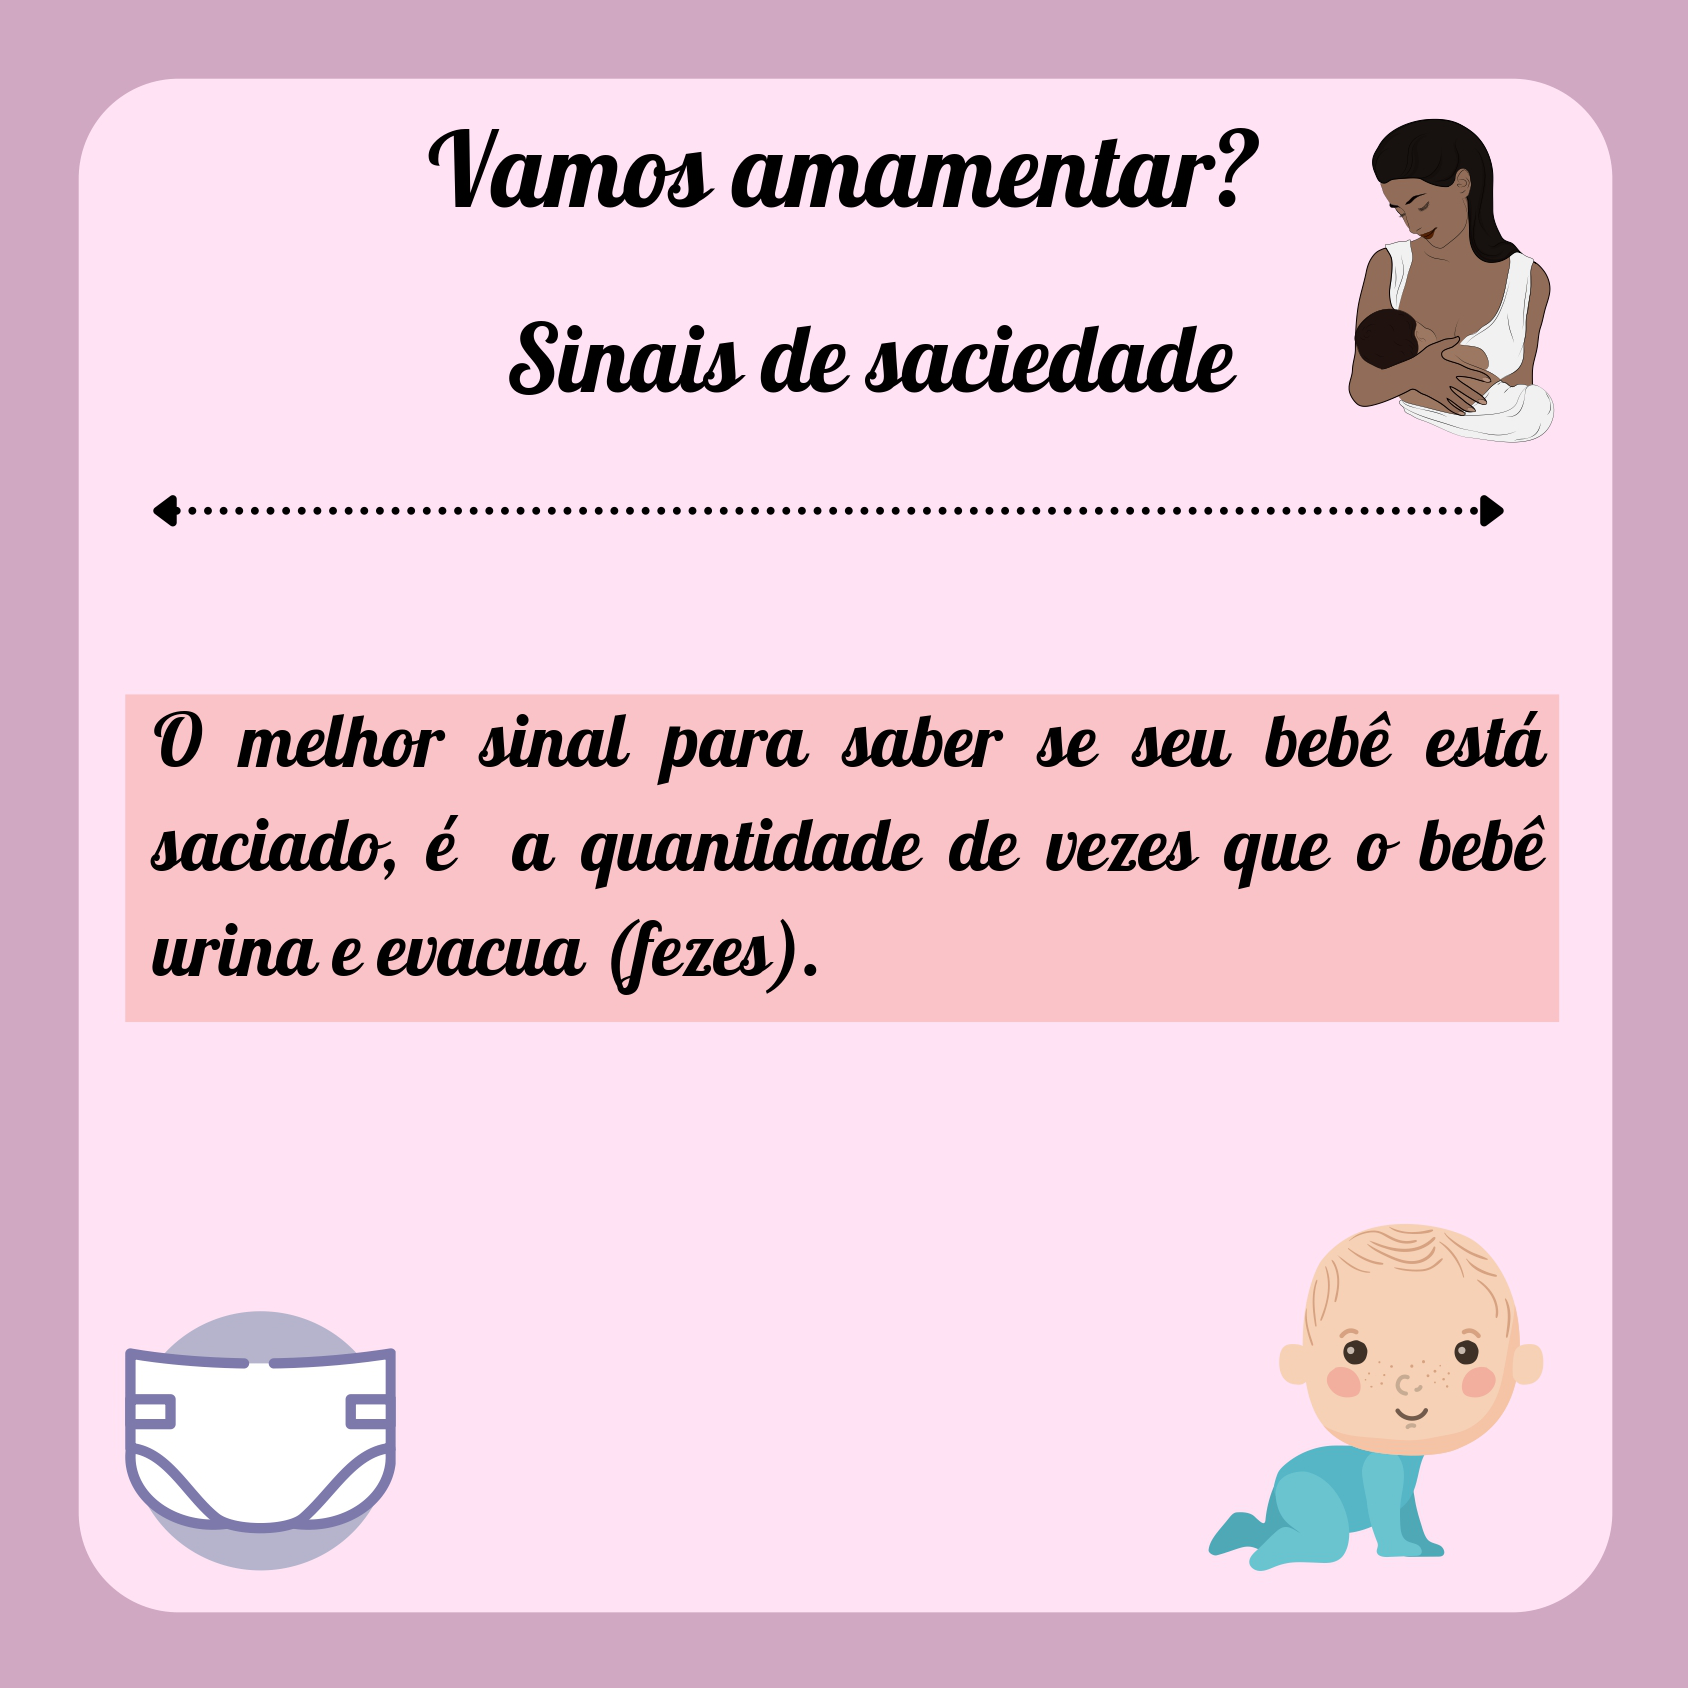 Vamos amamentar?
Sinais de saciedade
O melhor sinal para saber se seu bebê está
saciado, é a quantidade de vezes que o bebê
urina e evacua (fezes).